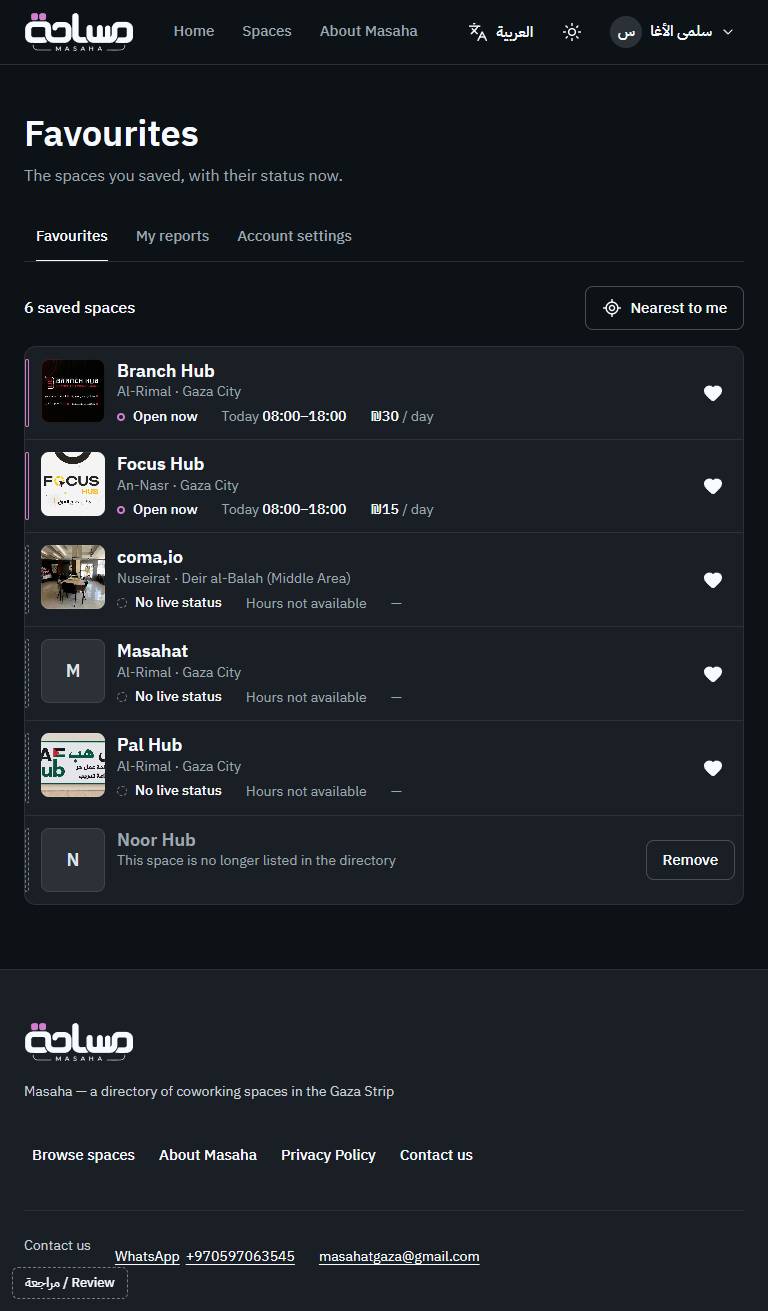 مساحة
MASAHA
Home Spaces About Masaha العربية س سلمى الأغا
Favourites
The spaces you saved, with their status now.
Favourites My reports Account settings
6 saved spaces Nearest to me
BRANCH HUB
Branch Hub
Al-Rimal · Gaza City
Open now Today 08:00–18:00 ₪30 / day
FOCUS
HUB
Focus Hub
An-Nasr · Gaza City
Open now Today 08:00–18:00 ₪15 / day
coma,io
Nuseirat · Deir al-Balah (Middle Area)
No live status Hours not available —
M
Masahat
Al-Rimal · Gaza City
No live status Hours not available —
هب
ub
Pal Hub
Al-Rimal · Gaza City
No live status Hours not available —
N
Noor Hub
This space is no longer listed in the directory
Remove
مساحة
MASAHA
Masaha — a directory of coworking spaces in the Gaza Strip
Browse spaces About Masaha Privacy Policy Contact us
Contact us
WhatsApp +970597063545 masahatgaza@gmail.com
مراجعة / Review